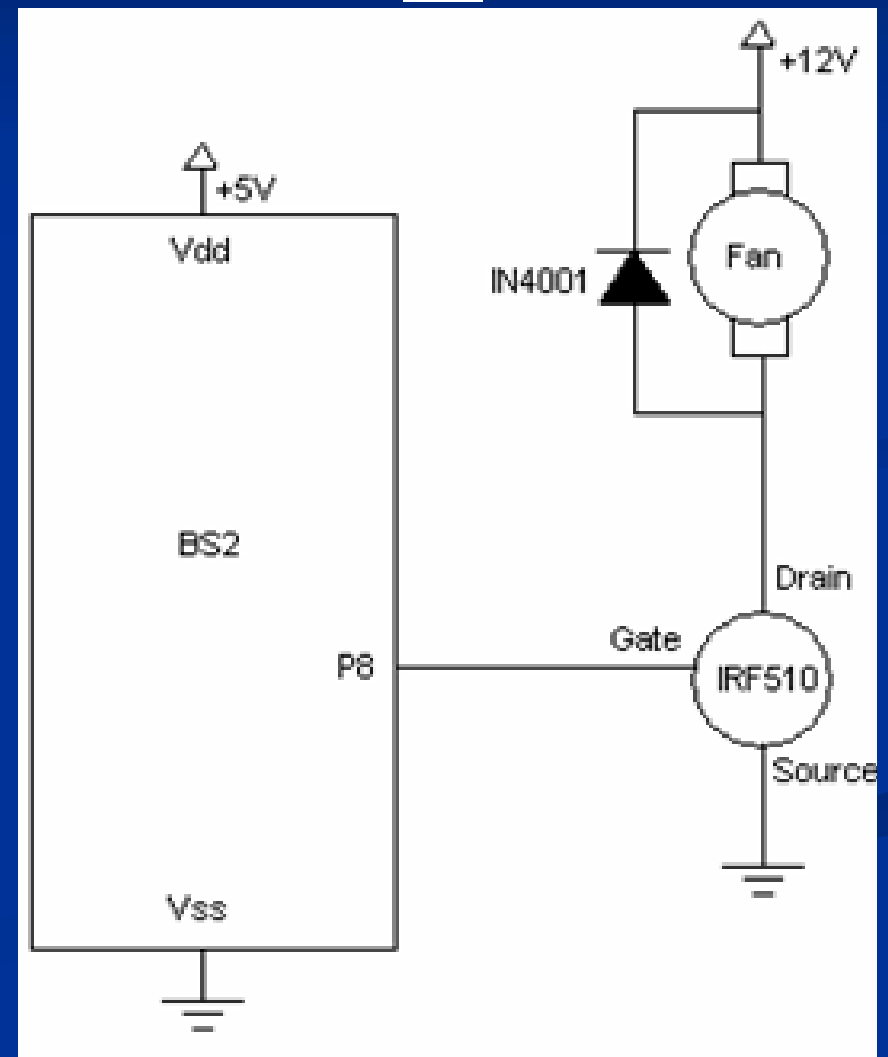 +12V
+5V
Vdd
Fan
IN4001
BS2
Drain
Gate
P8
IRF510
Source
Vss